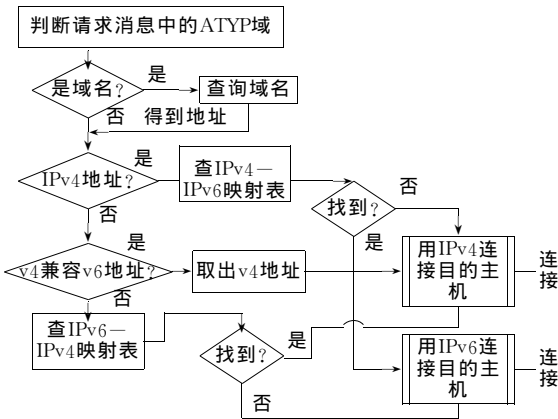 判断请求消息中的ATYP域
是域名?
是
查询域名
否
得到地址
IPv4地址?
是
查IPv4－
IPv6映射表
否
找到?
否
是
v4兼容v6地址?
是
取出v4地址
用IPv4连
接目的主
机
连
接
否
查IPv6－
IPv4映射表
找到?
是
否
用IPv6连
接目的主
机
连
接